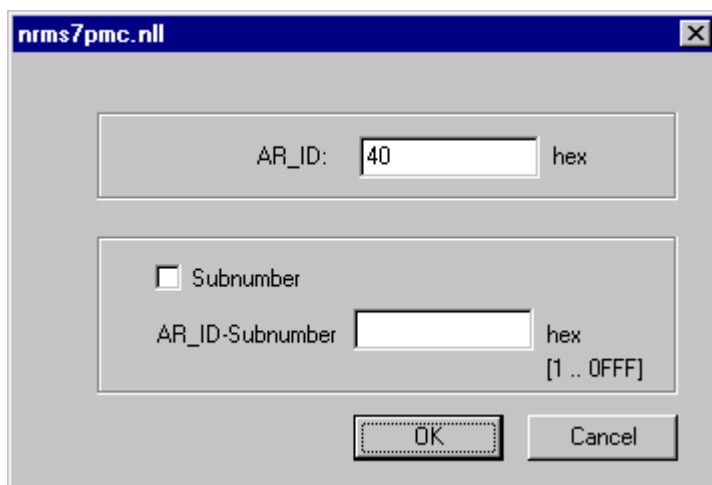 nrms7pmc.nll
AR_ID: 40 hex
Subnumber
AR_ID-Subnumber hex
[1 .. 0FFF]
OK Cancel